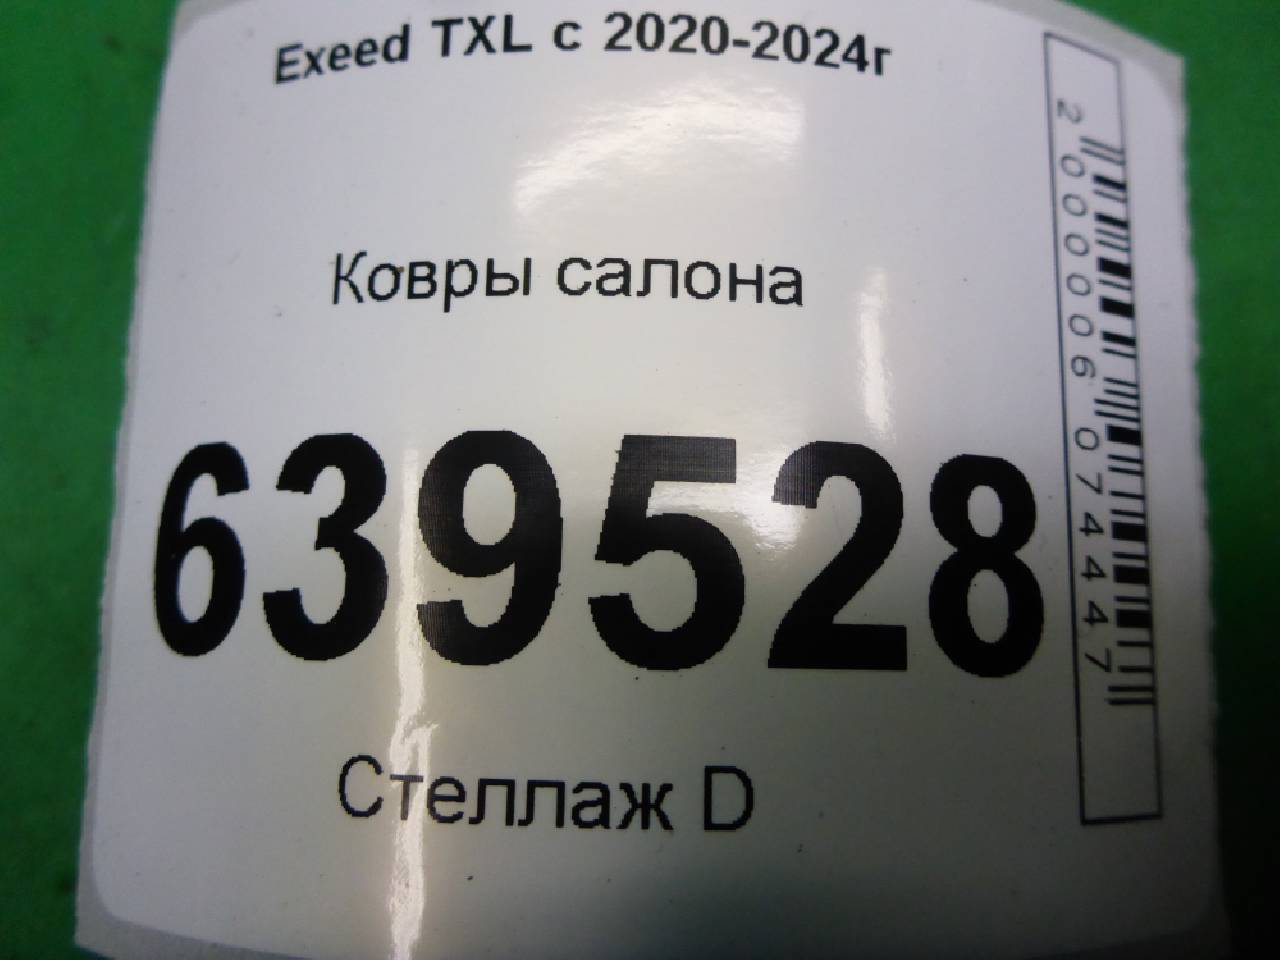 Exeed TXL с 2020-2024г
Ковры салона
639528
Стеллаж D
2000006074447